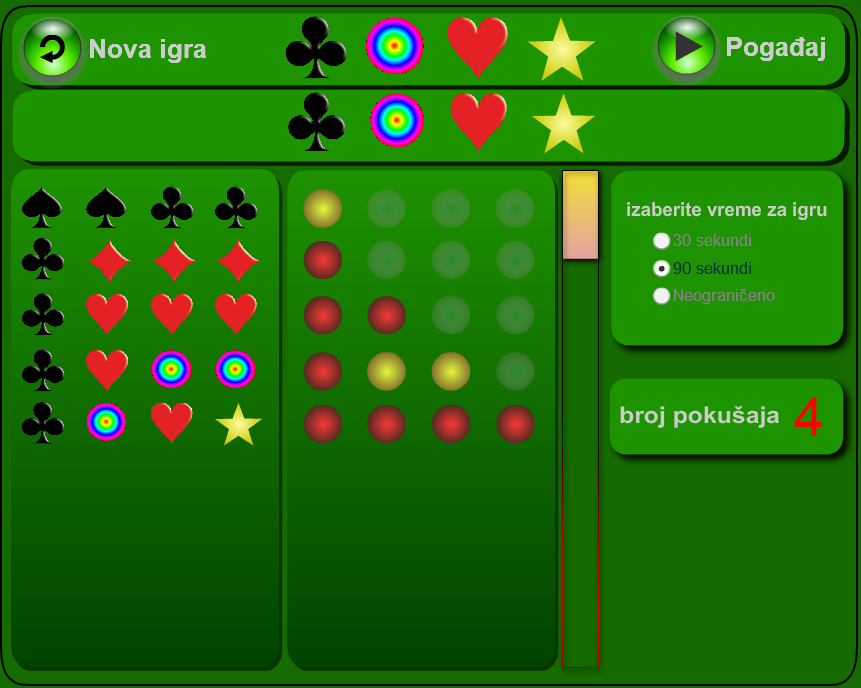 Nova igra
Pogađaj
izaberite vreme za igru
30 sekundi
90 sekundi
Neograničeno
broj pokušaja 4